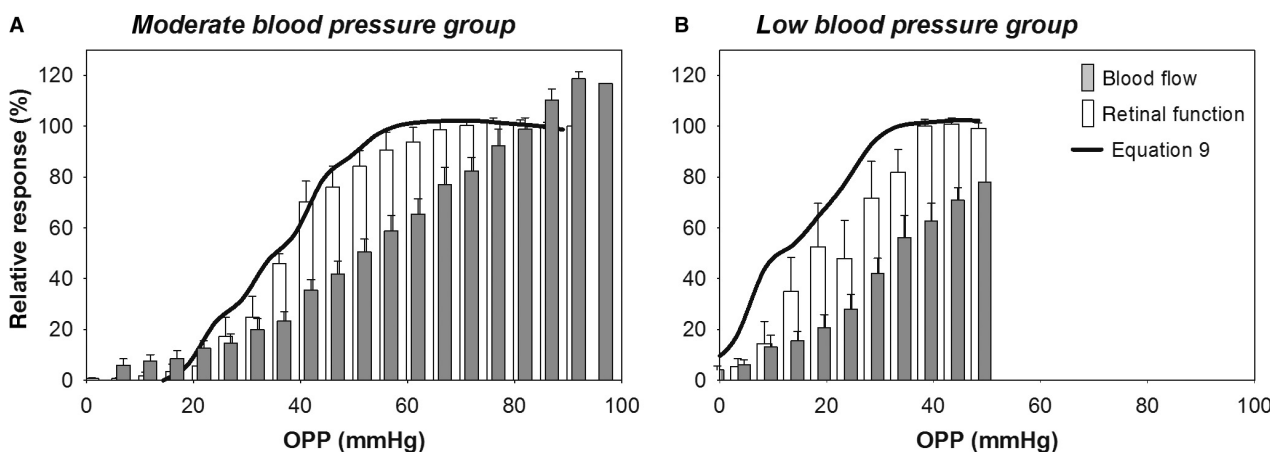 A
Moderate blood pressure group
Relative response (%)
120
100
80
60
40
20
0
0 20 40 60 80 100
OPP (mmHg)
B
Low blood pressure group
120
100
80
60
40
20
0
0 20 40 60 80 100
OPP (mmHg)
Blood flow
Retinal function
Equation 9